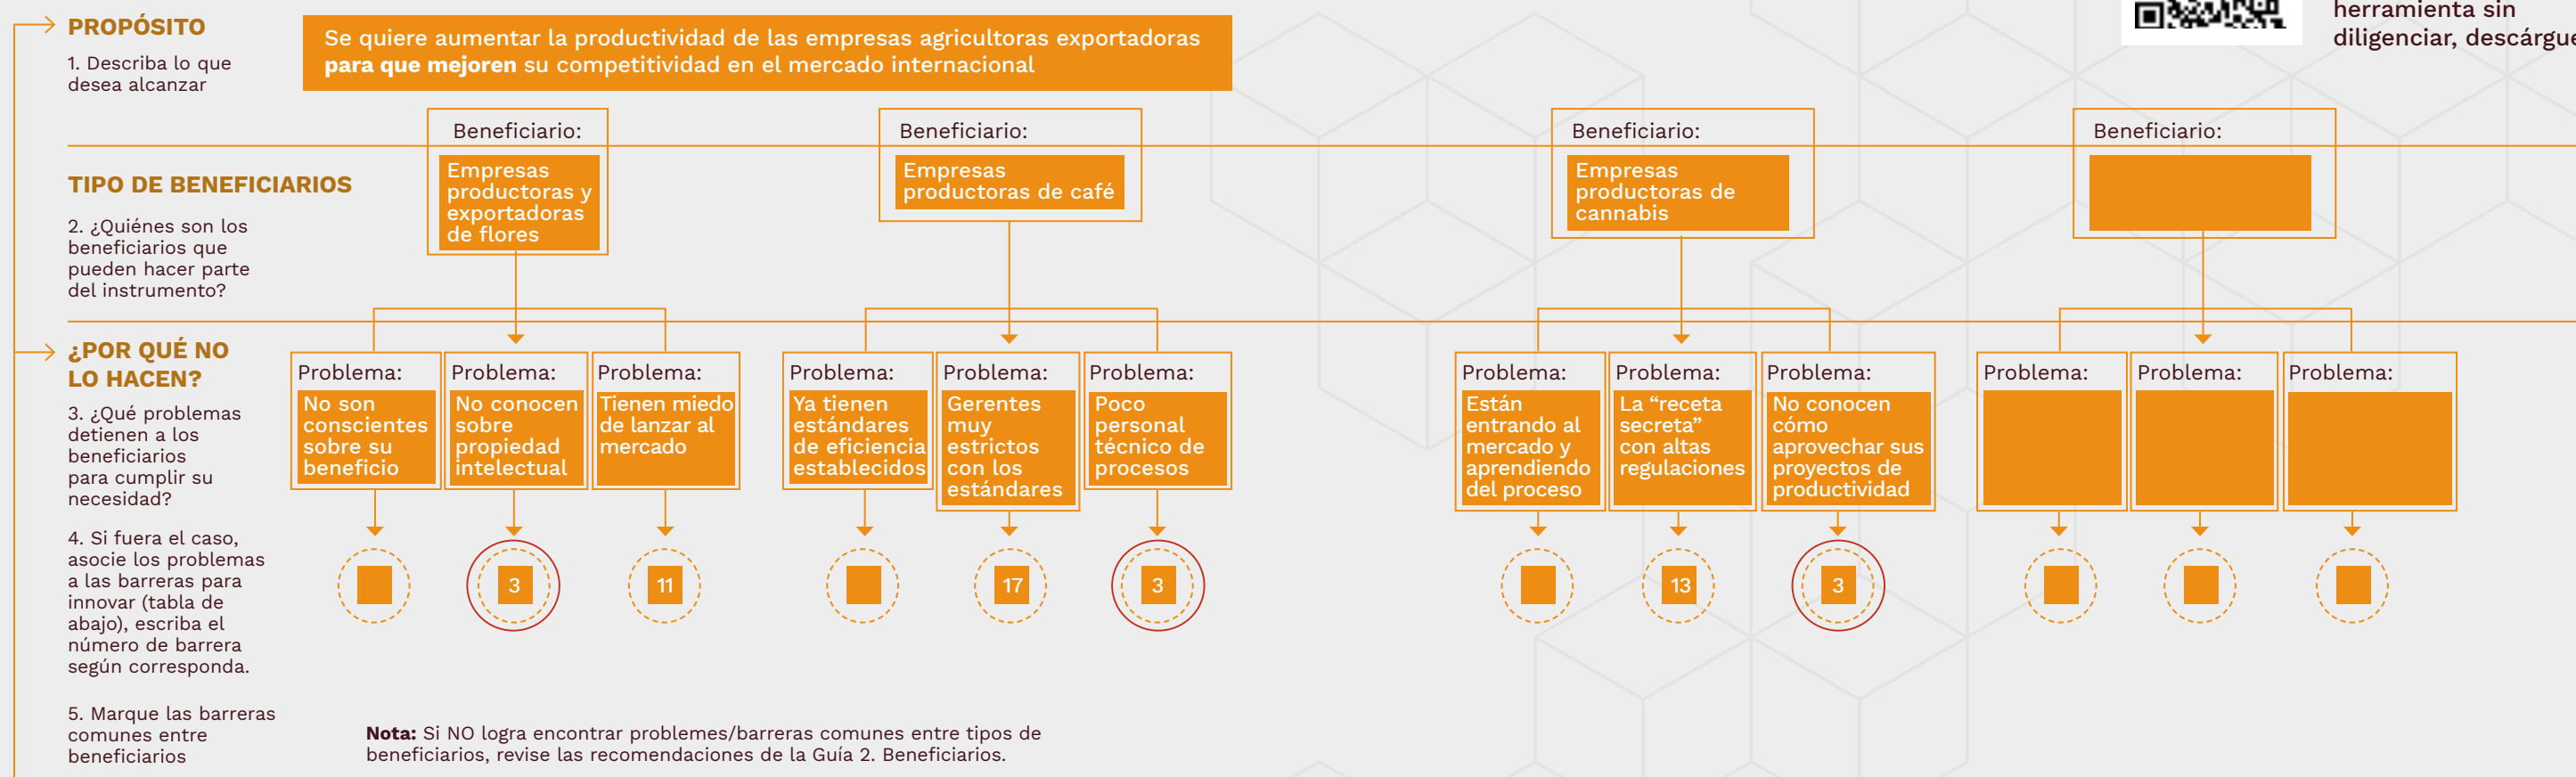 PROPÓSITO
1. Describa lo que
desea alcanzar
Se quiere aumentar la productividad de las empresas agricultoras exportadoras
para que mejoren su competitividad en el mercado internacional
herramienta sin
diligenciar, descárgue
TIPO DE BENEFICIARIOS
2. ¿Quiénes son los
beneficiarios que
pueden hacer parte
del instrumento?
Beneficiario:
Empresas
productoras y
exportadoras
de flores
Beneficiario:
Empresas
productoras de café
Beneficiario:
Empresas
productoras de
cannabis
Beneficiario:
¿POR QUÉ NO
LO HACEN?
3. ¿Qué problemas
detienen a los
beneficiarios
para cumplir su
necesidad?
4. Si fuera el caso,
asocie los problemas
a las barreras para
innovar (tabla de
abajo), escriba el
número de barrera
según corresponda.
5. Marque las barreras
comunes entre
beneficiarios
Problema:
No son
conscientes
sobre su
beneficio
Problema:
No conocen
sobre
propiedad
intelectual
3
Problema:
Tienen miedo
de lanzar al
mercado
11
Problema:
Ya tienen
estándares
de eficiencia
establecidos
Problema:
Gerentes
muy
estrictos
con los
estándares
17
Problema:
Poco
personal
técnico de
procesos
3
Problema:
Están
entrando al
mercado y
aprendiendo
del proceso
Problema:
La “receta
secreta”
con altas
regulaciones
13
Problema:
No conocen
cómo
aprovechar sus
proyectos de
productividad
3
Problema:
Problema:
Problema:
Nota: Si NO logra encontrar problemes/barreras comunes entre tipos de
beneficiarios, revise las recomendaciones de la Guía 2. Beneficiarios.